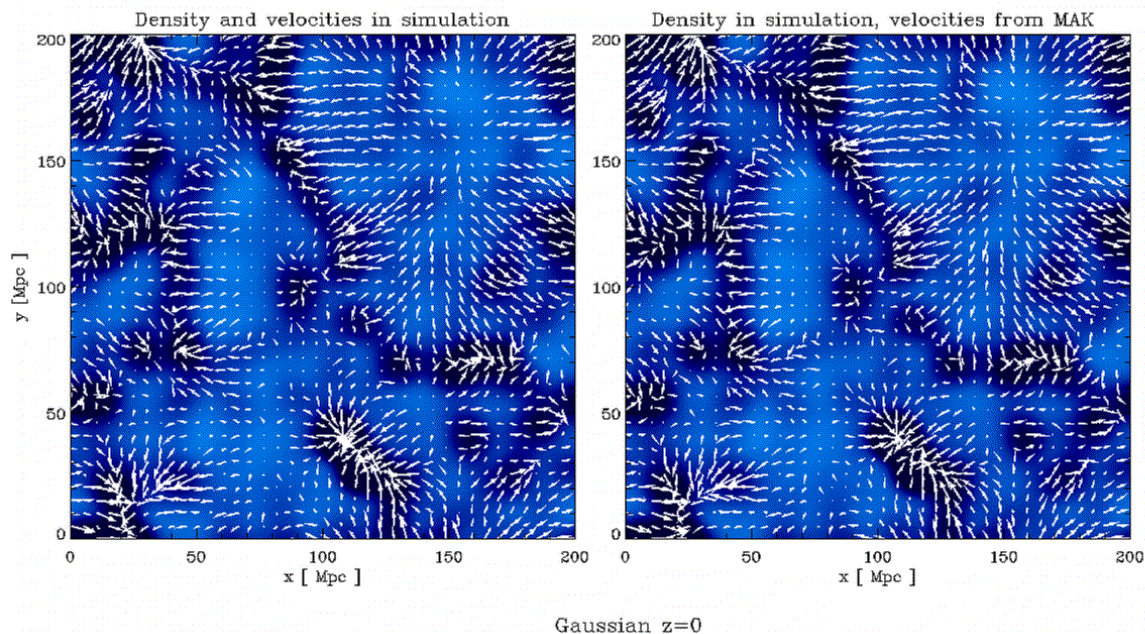 Density and velocities in simulation
Density in simulation, velocities from MAK
200
150
100
50
0
y [Mpc]
0 50 100 150 200
x [ Mpc ]
200
150
100
50
0
0 50 100 150 200
x [ Mpc ]
Gaussian z=0